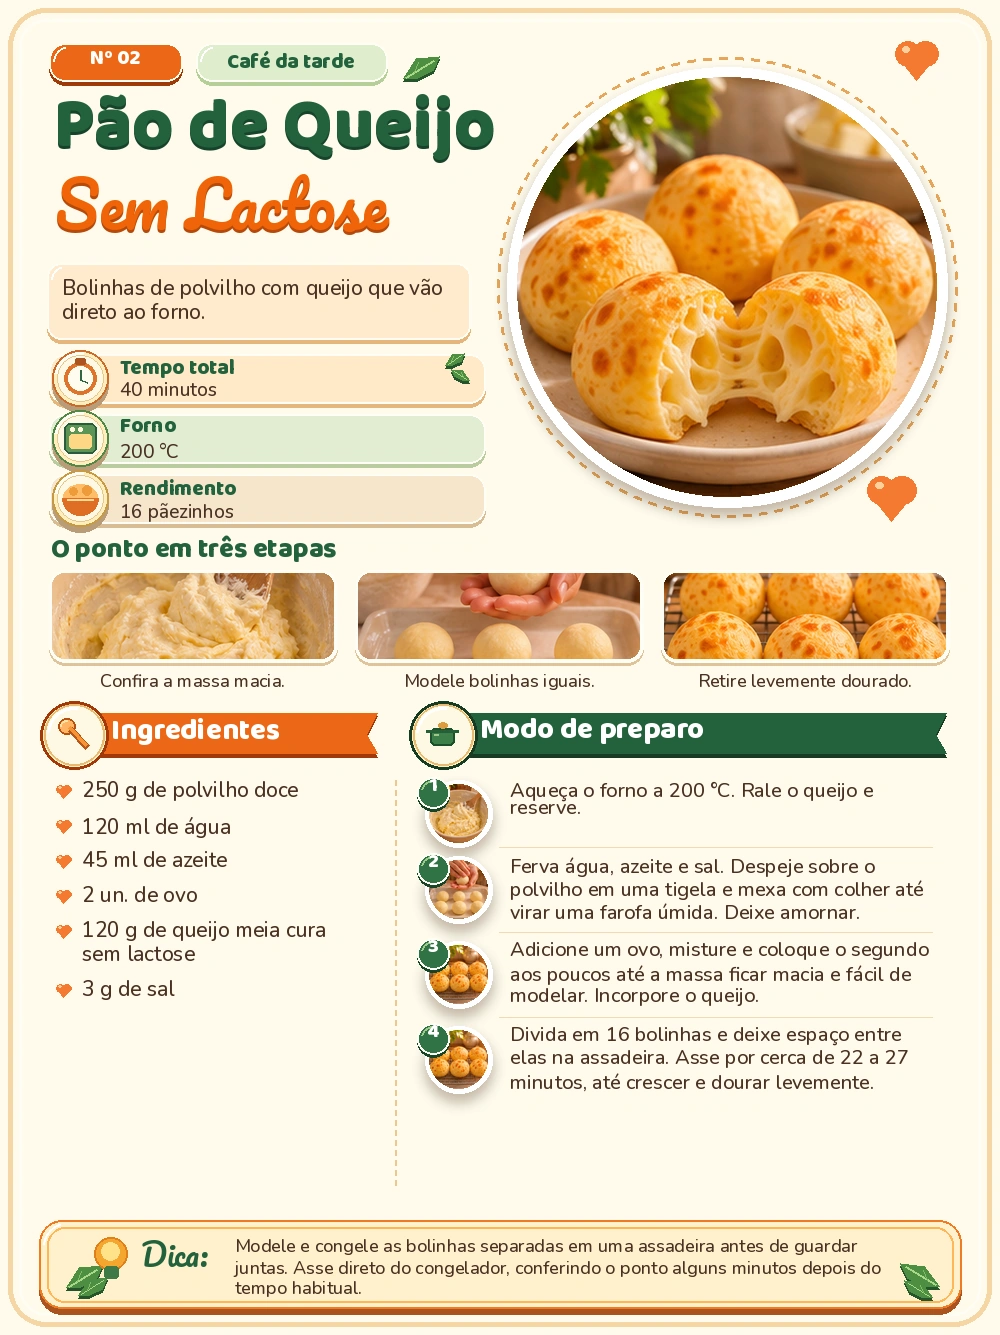 Nº 02
Café da tarde
Pão de Queijo
Sem Lactose
Bolinhas de polvilho com queijo que vão
direto ao forno.
Tempo total
40 minutos
Forno
200 °C
Rendimento
16 pãezinhos
O ponto em três etapas
Confira a massa macia.
Modele bolinhas iguais.
Retire levemente dourado.
Ingredientes
250 g de polvilho doce
120 ml de água
45 ml de azeite
2 un. de ovo
120 g de queijo meia cura
sem lactose
3 g de sal
Modo de preparo
1
Aqueça o forno a 200 °C. Rale o queijo e
reserve.
2
Ferva água, azeite e sal. Despeje sobre o
polvilho em uma tigela e mexa com colher até
virar uma farofa úmida. Deixe amornar.
3
Adicione um ovo, misture e coloque o segundo
aos poucos até a massa ficar macia e fácil de
modelar. Incorpore o queijo.
4
Divida em 16 bolinhas e deixe espaço entre
elas na assadeira. Asse por cerca de 22 a 27
minutos, até crescer e dourar levemente.
Dica:
Modele e congele as bolinhas separadas em uma assadeira antes de guardar
juntas. Asse direto do congelador, conferindo o ponto alguns minutos depois do
tempo habitual.